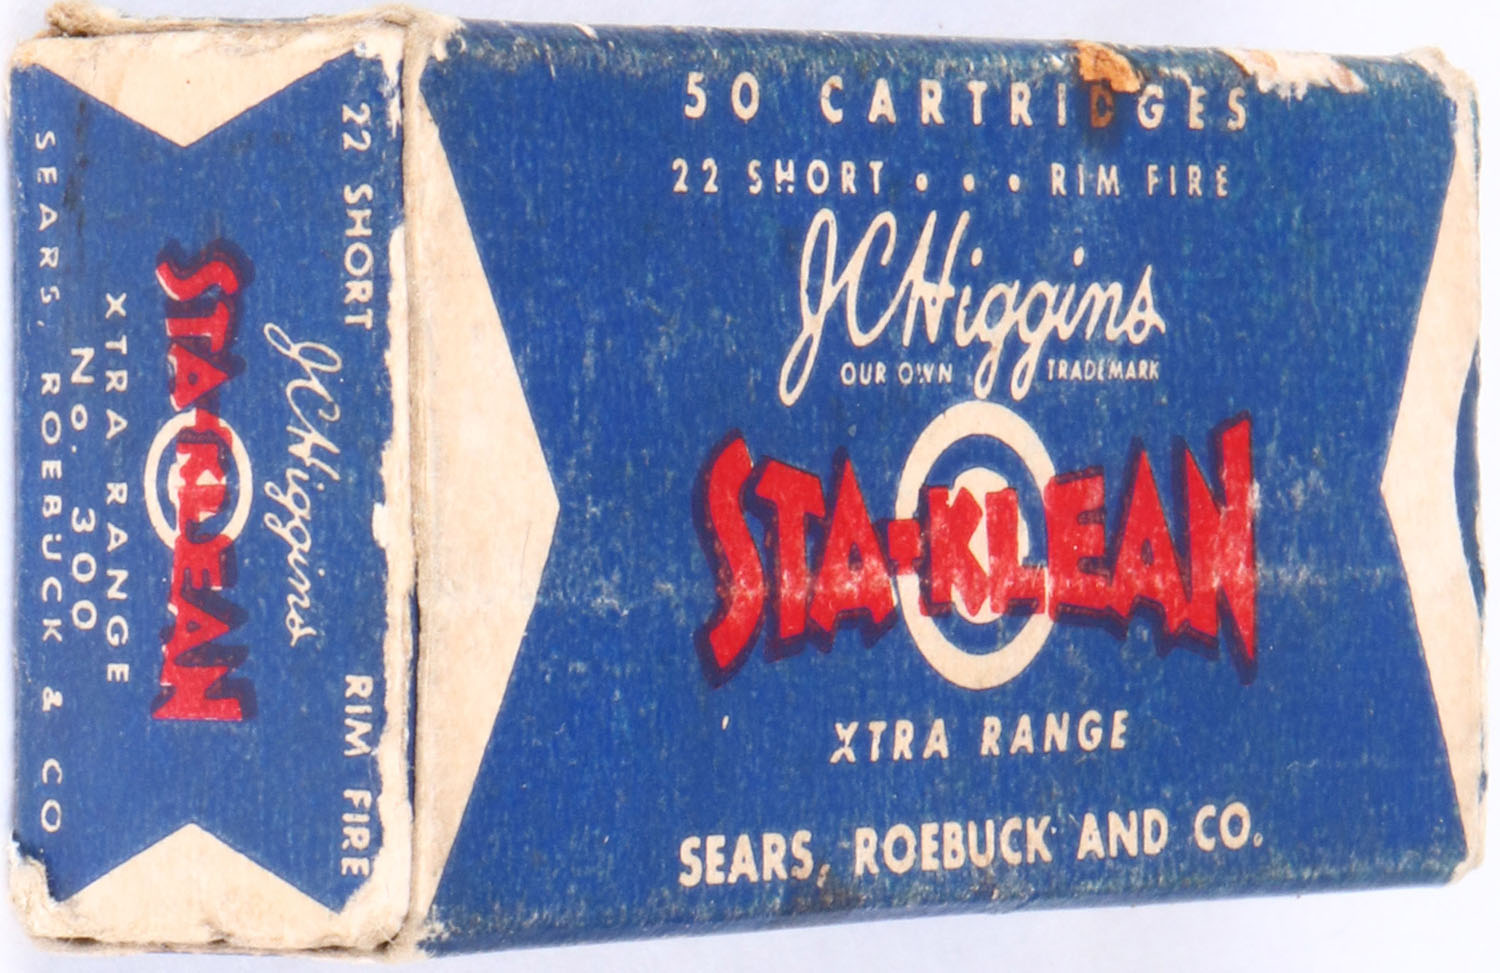 50 CARTRIDGES
22 SHORT . . . RIM FIRE
JCHiggins
OUR OWN TRADEMARK
STA-KLEAN
XTRA RANGE
SEARS, ROEBUCK AND CO.
22 SHORT RIM FIRE
JCHiggins
STA-KLEAN
XTRA RANGE
No. 300
SEARS, ROEBUCK & CO.